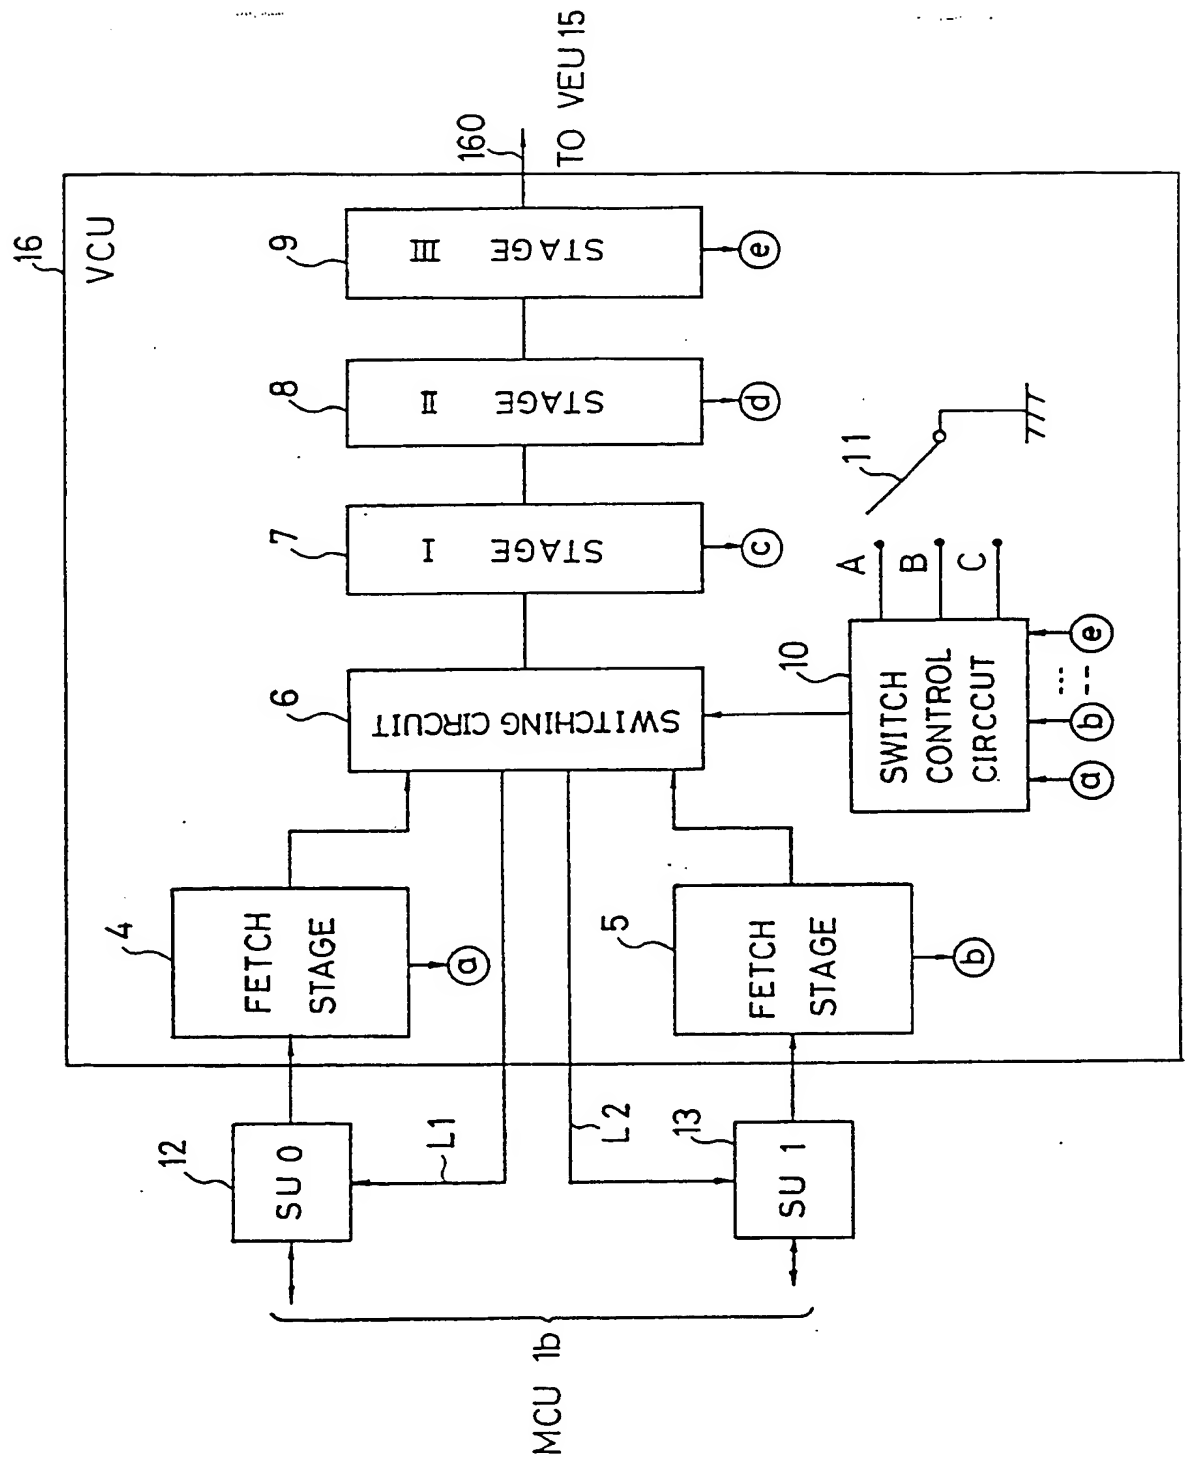 16
VCU
4
FETCH
STAGE
a
5
FETCH
STAGE
b
6
SWITCHING CIRCUIT
7
STAGE I
c
8
STAGE II
d
9
STAGE III
e
160
TO VEU 15
10
SWITCH
CONTROL
CIRCCUT
a
b
--- ---
e
A
B
C
11
12
SU 0
L1
L2
13
SU 1
MCU 1b